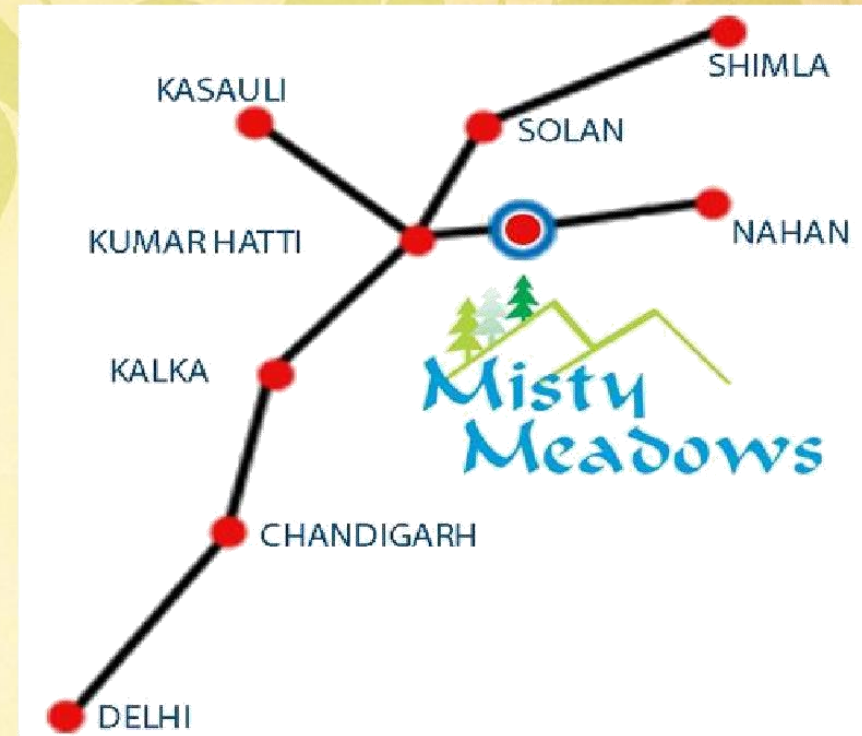 SHIMLA
KASAULI
SOLAN
NAHAN
KUMAR HATTI
KALKA
Misty
Meadows
CHANDIGARH
DELHI